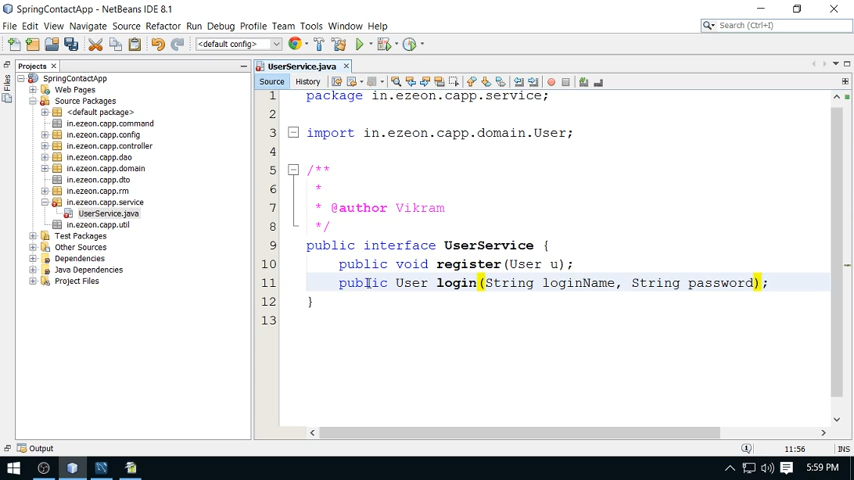 SpringContactApp - NetBeans IDE 8.1
File Edit View Navigate Source Refactor Run Debug Profile Team Tools Window Help
Search (Ctrl+I)
<default config>
Files
Projects
SpringContactApp
Web Pages
Source Packages
<default package>
in.ezeon.capp.command
in.ezeon.capp.config
in.ezeon.capp.controller
in.ezeon.capp.dao
in.ezeon.capp.domain
in.ezeon.capp.dto
in.ezeon.capp.rm
in.ezeon.capp.service
UserService.java
in.ezeon.capp.util
Test Packages
Other Sources
Dependencies
Java Dependencies
Project Files
UserService.java
Source History
1 package in.ezeon.capp.service;
2
3 import in.ezeon.capp.domain.User;
4
5 /**
6 *
7 * @author Vikram
8 */
9 public interface UserService {
10 public void register(User u);
11 public User login(String loginName, String password);
12 }
13
Output
11:56 INS
5:59 PM